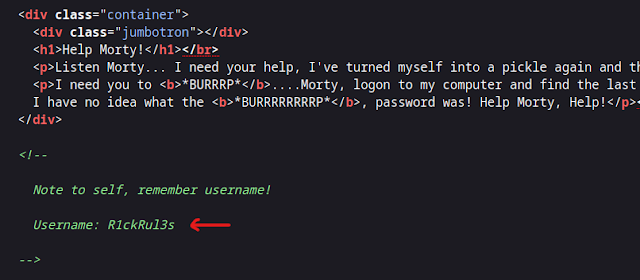 <div class="container">
<div class="jumbotron"></div>
<h1>Help Morty!</h1></br>
<p>Listen Morty... I need your help, I've turned myself into a pickle again and
<p>I need you to <b>*BURRRP*</b>....Morty, logon to my computer and find the last
I have no idea what the <b>*BURRRRRRRRP*</b>, password was! Help Morty, Help!</p>
</div>
<!--
Note to self, remember username!
Username: R1ckRul3s
-->